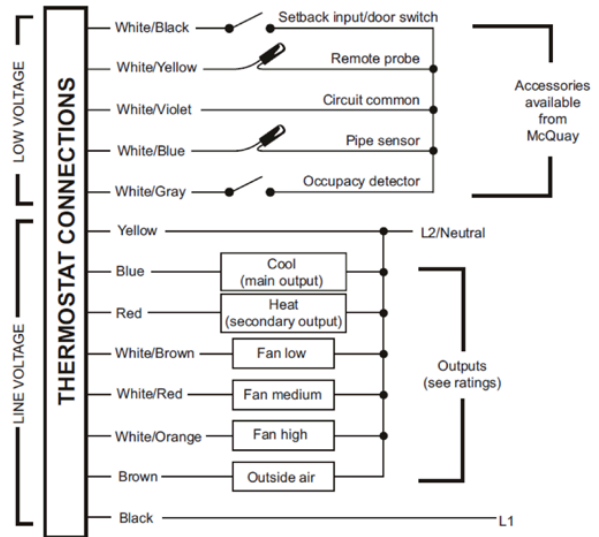 LOW VOLTAGE
LINE VOLTAGE
THERMOSTAT CONNECTIONS
White/Black
Setback input/door switch
White/Yellow
Remote probe
White/Violet
Circuit common
White/Blue
Pipe sensor
White/Gray
Occupancy detector
Accessories
available
from
McQuay
Yellow
L2/Neutral
Blue
Cool
(main output)
Red
Heat
(secondary output)
White/Brown
Fan low
White/Red
Fan medium
White/Orange
Fan high
Brown
Outside air
Outputs
(see ratings)
Black
L1